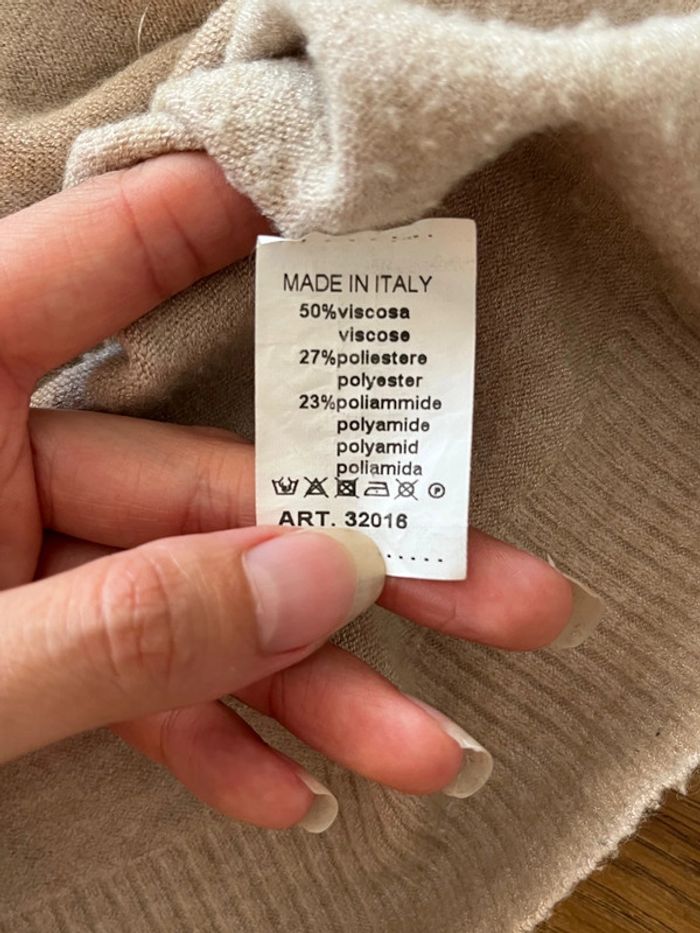 MADE IN ITALY
50%viscosa
viscose
27%poliestere
polyester
23%poliammide
polyamide
polyamid
poliamida
P
ART. 32016